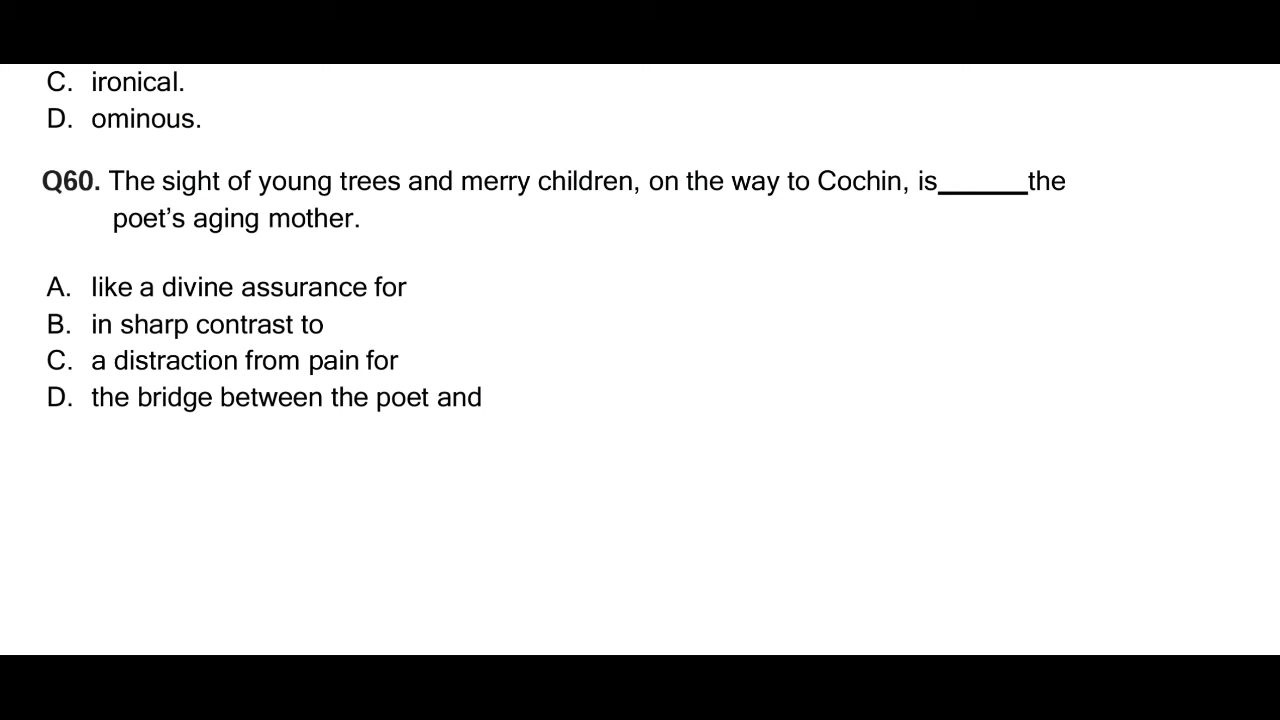 C. ironical.
D. ominous.
Q60. The sight of young trees and merry children, on the way to Cochin, is______the
poet’s aging mother.
A. like a divine assurance for
B. in sharp contrast to
C. a distraction from pain for
D. the bridge between the poet and